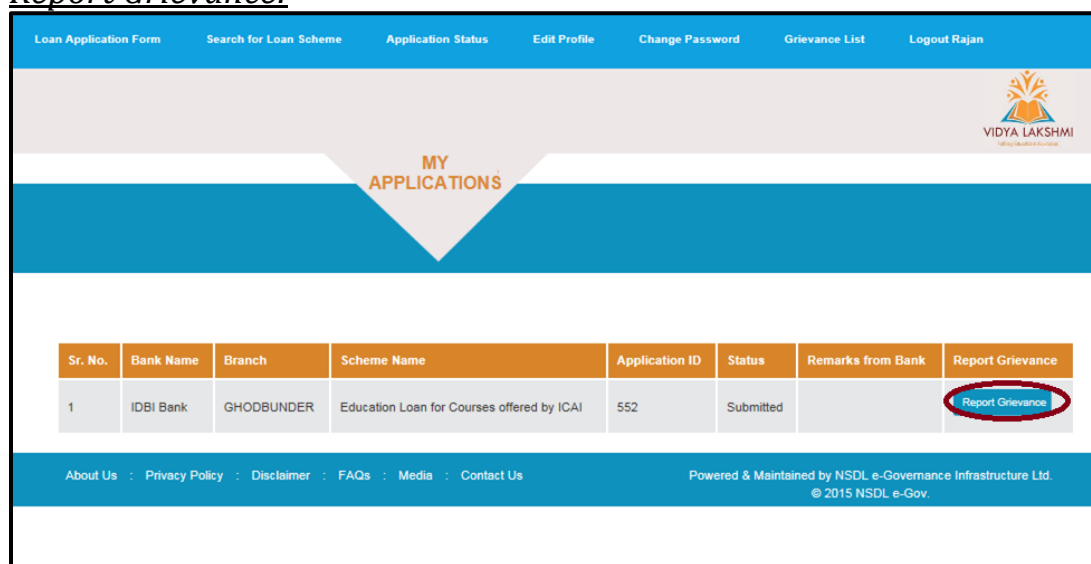 Report Grievance:
Loan Application Form Search for Loan Scheme Application Status Edit Profile Change Password Grievance List Logout Rajan
VIDYA LAKSHMI
MY
APPLICATIONS
Sr. No. Bank Name Branch Scheme Name Application ID Status Remarks from Bank Report Grievance
1 IDBI Bank GHODBUNDER Education Loan for Courses offered by ICAI 552 Submitted Report Grievance
About Us : Privacy Policy : Disclaimer : FAQs : Media : Contact Us Powered & Maintained by NSDL e-Governance Infrastructure Ltd.
© 2015 NSDL e-Gov.